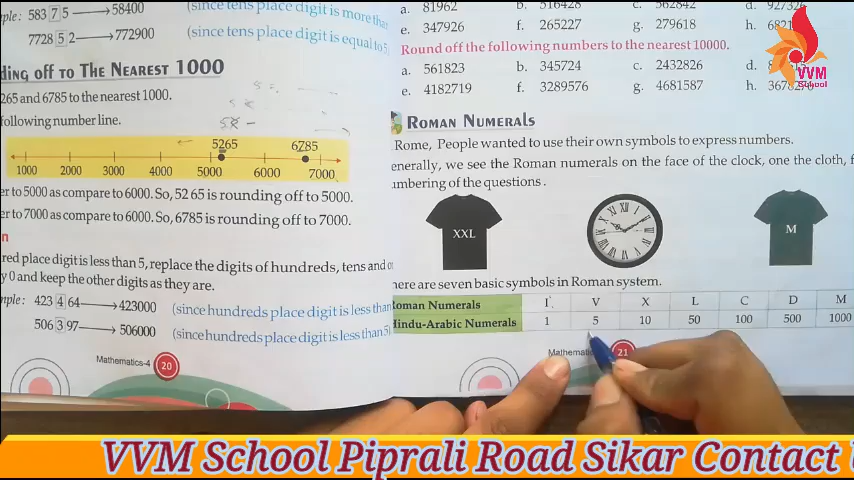 ple: 583 7 5 → 58400 (since tens place digit is more tha
7728 5 2 → 772900 (since tens place digit is equal to 5
ding off to The Nearest 1000
265 and 6785 to the nearest 1000.
following number line.
5265 6785
1000 2000 3000 4000 5000 6000 7000
er to 5000 as compare to 6000. So, 52 65 is rounding off to 5000.
er to 7000 as compare to 6000. So, 6785 is rounding off to 7000.
n
red place digit is less than 5, replace the digits of hundreds, tens and o
y 0 and keep the other digits as they are.
mple: 423 4 64 → 423000 (since hundreds place digit is less than
506 3 97 → 506000 (since hundreds place digit is less than 5)
Mathematics-4 20
a. 81962 b. 516428 c. 562842 d. 927326
e. 347926 f. 265227 g. 279618 h.
Round off the following numbers to the nearest 10000.
a. 561823 b. 345724 c. 2432826 d.
e. 4182719 f. 3289576 g. 4681587 h.
Roman Numerals
Rome, People wanted to use their own symbols to express numbers.
enerally, we see the Roman numerals on the face of the clock, one the cloth, f
umbering of the questions.
XXL
M
here are seven basic symbols in Roman system.
Roman Numerals I V X L C D M
Hindu-Arabic Numerals 1 5 10 50 100 500 1000
Mathematic 21
VVM
School
VVM School Piprali Road Sikar Contact